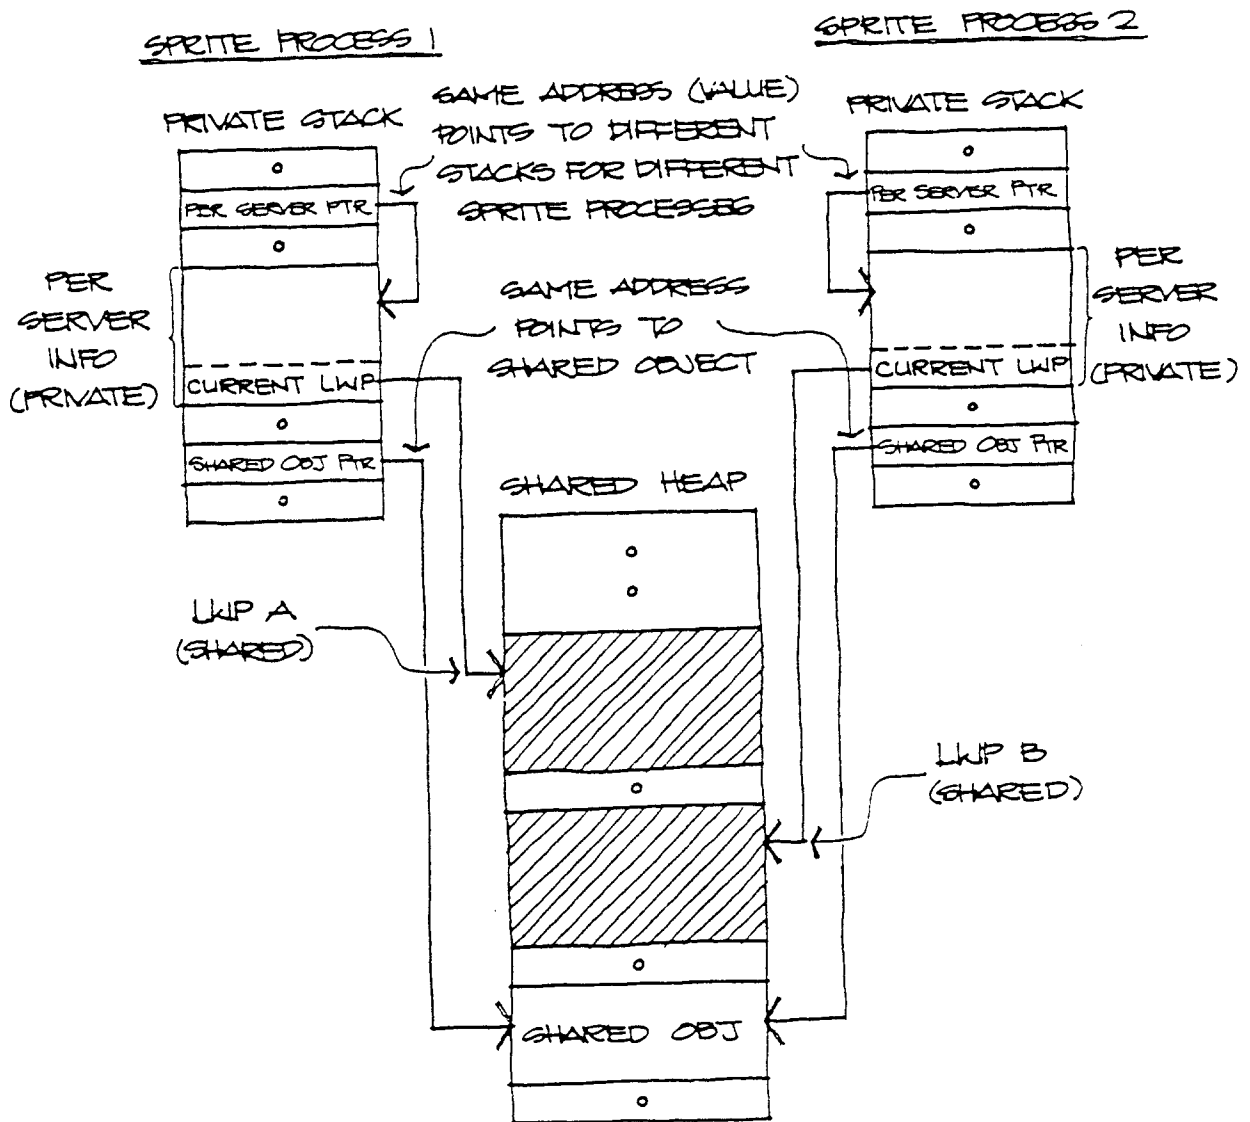 SPRITE PROCESS 1
SPRITE PROCESS 2
SAME ADDRESS (VALUE)
POINTS TO DIFFERENT
STACKS FOR DIFFERENT
SPRITE PROCESSES
PRIVATE STACK
PER SERVER PTR
PER
SERVER
INFO
(PRIVATE)
CURRENT LWP
SHARED OBJ PTR
PRIVATE STACK
PER SERVER PTR
PER
SERVER
INFO
(PRIVATE)
CURRENT LWP
SHARED OBJ PTR
SAME ADDRESS
POINTS TO
SHARED OBJECT
SHARED HEAP
LWP A
(SHARED)
LWP B
(SHARED)
SHARED OBJ